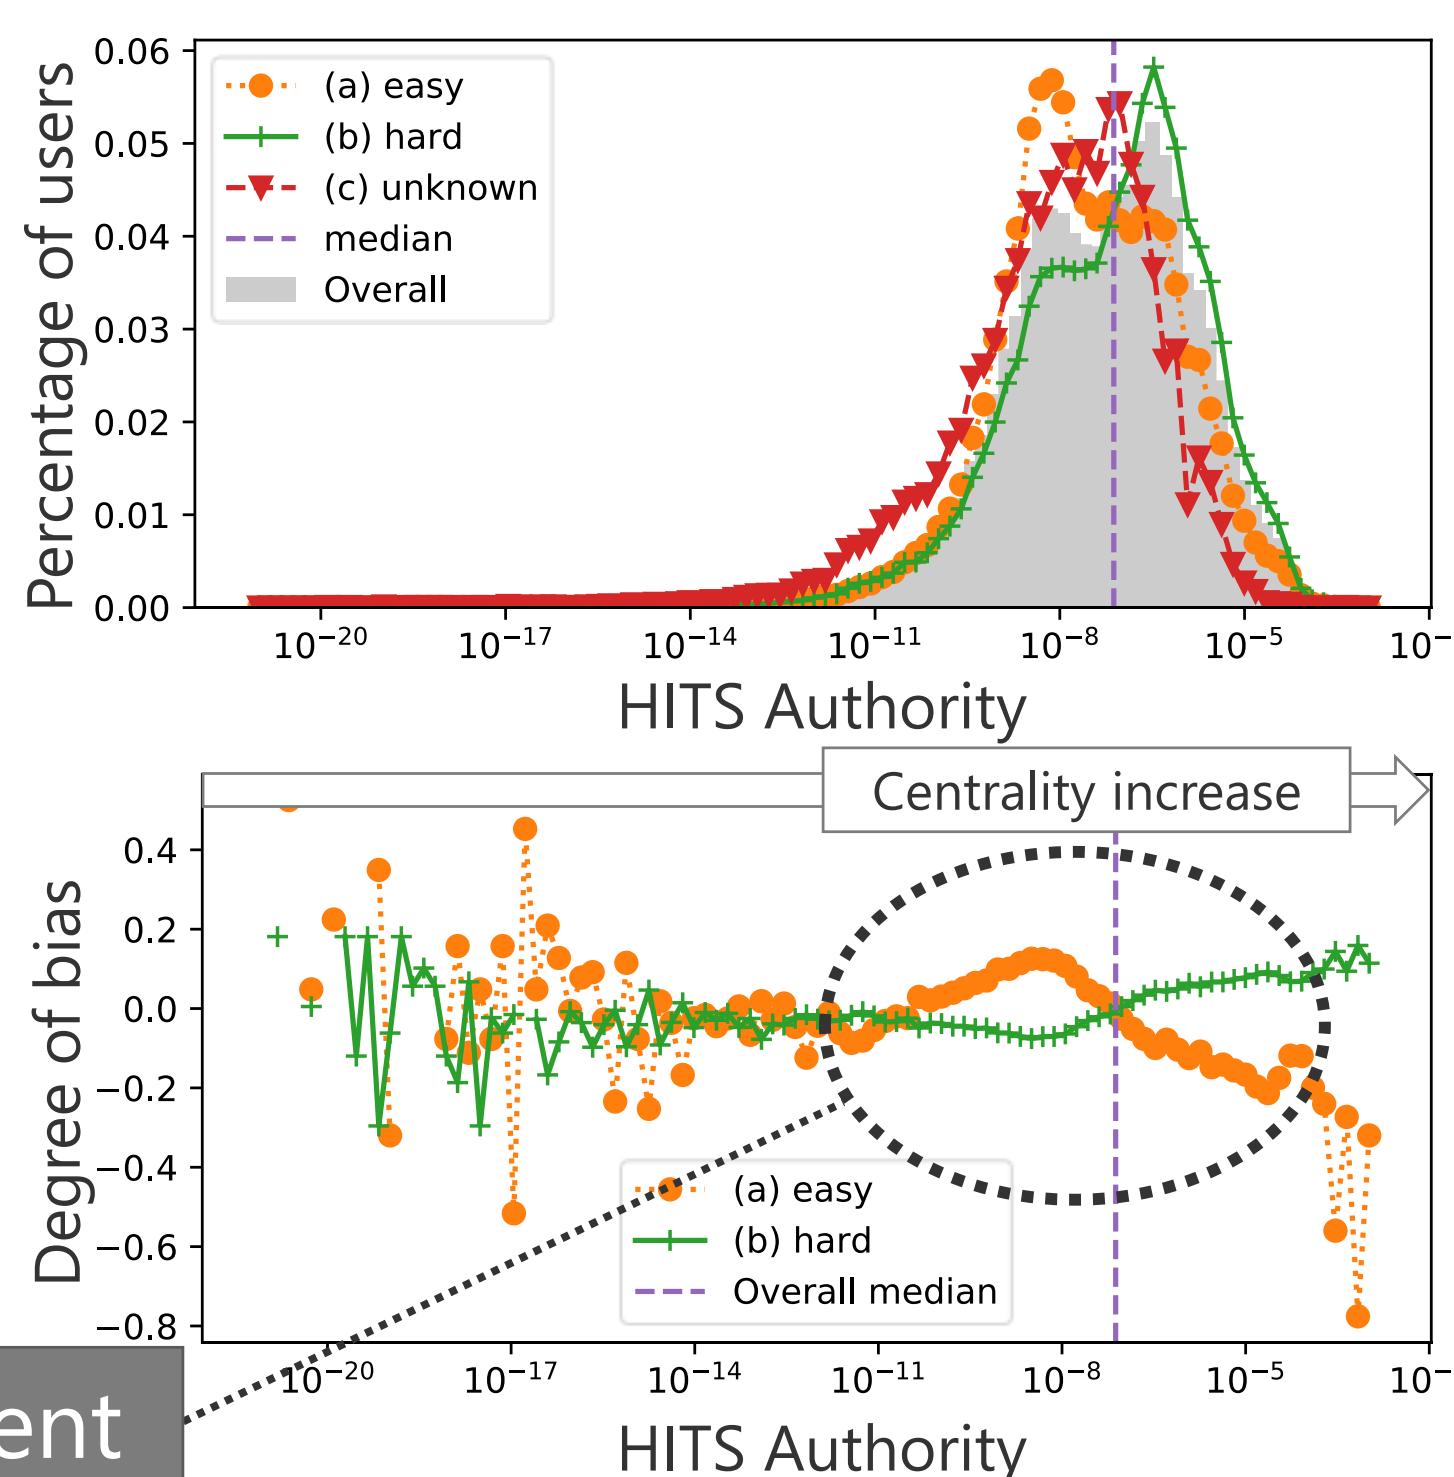 0.06
0.05
0.04
0.03
0.02
0.01
0.00
Percentage of users
(a) easy
(b) hard
(c) unknown
median
Overall
10⁻²⁰ 10⁻¹⁷ 10⁻¹⁴ 10⁻¹¹ 10⁻⁸ 10⁻⁵ 10⁻
HITS Authority
Centrality increase
0.4
0.2
0.0
−0.2
−0.4
−0.6
−0.8
Degree of bias
(a) easy
(b) hard
Overall median
10⁻²⁰ 10⁻¹⁷ 10⁻¹⁴ 10⁻¹¹ 10⁻⁸ 10⁻⁵ 10⁻
ent
HITS Authority